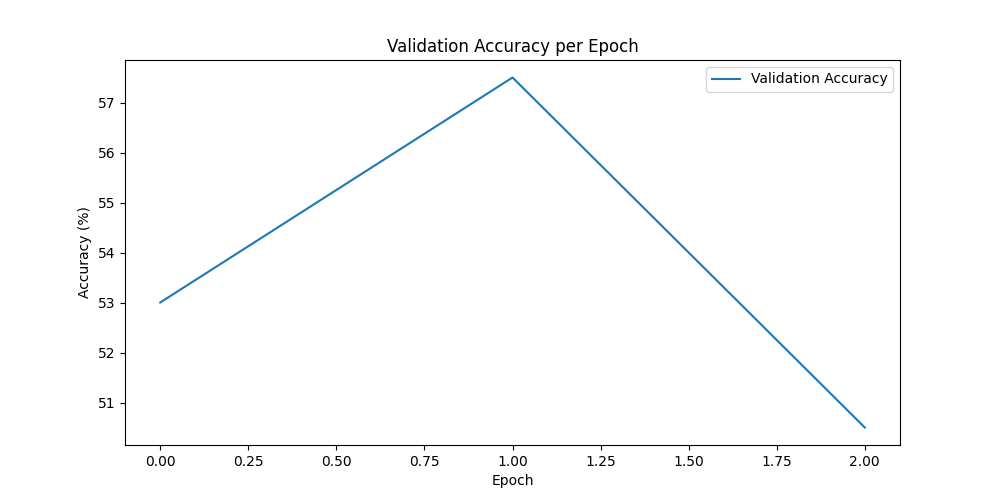 Validation Accuracy per Epoch
Validation Accuracy
57
56
55
54
53
52
51
Accuracy (%)
0.00 0.25 0.50 0.75 1.00 1.25 1.50 1.75 2.00
Epoch